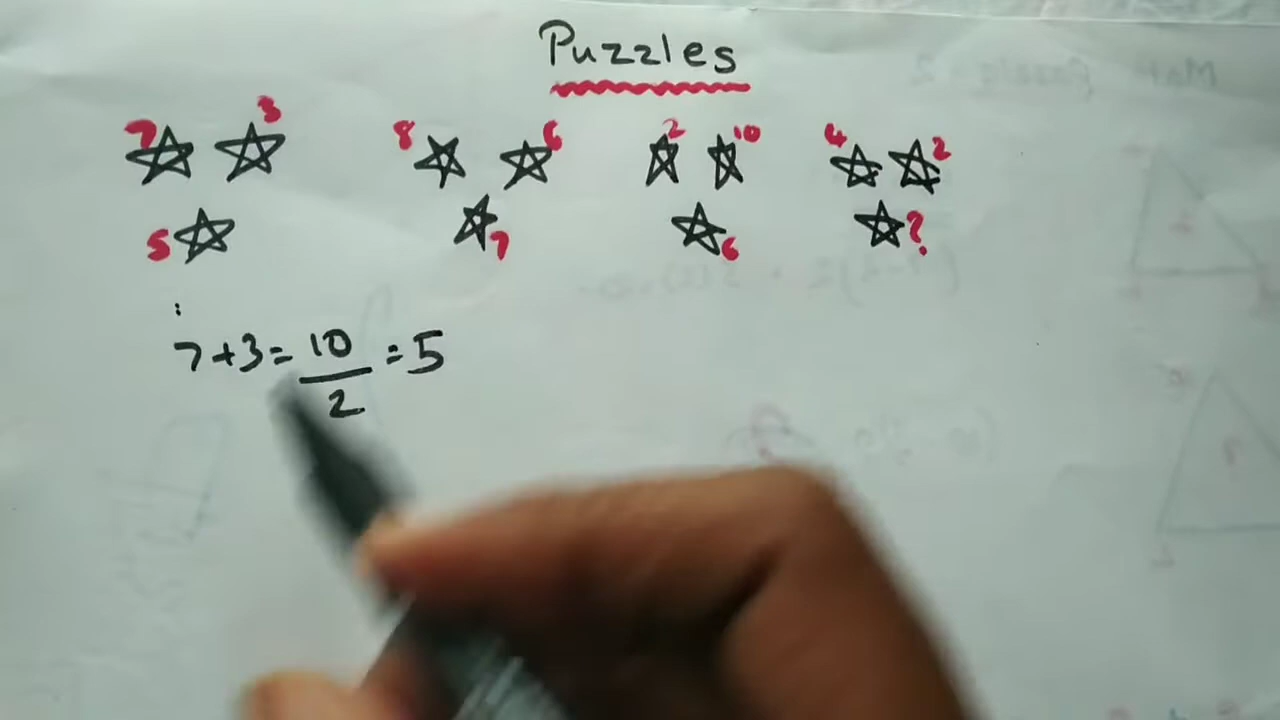 Puzzles
7 3 8 6 2 10 4 2
5 7 6 ?
7+3= 10/2 =5